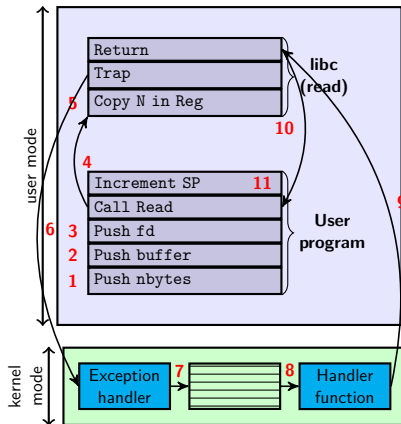 Return
Trap
5 Copy N in Reg
libc
(read)
10
4
Increment SP 11
Call Read
3 Push fd
2 Push buffer
1 Push nbytes
User
program
user mode
6
9
kernel
mode
Exception
handler
7
8
Handler
function